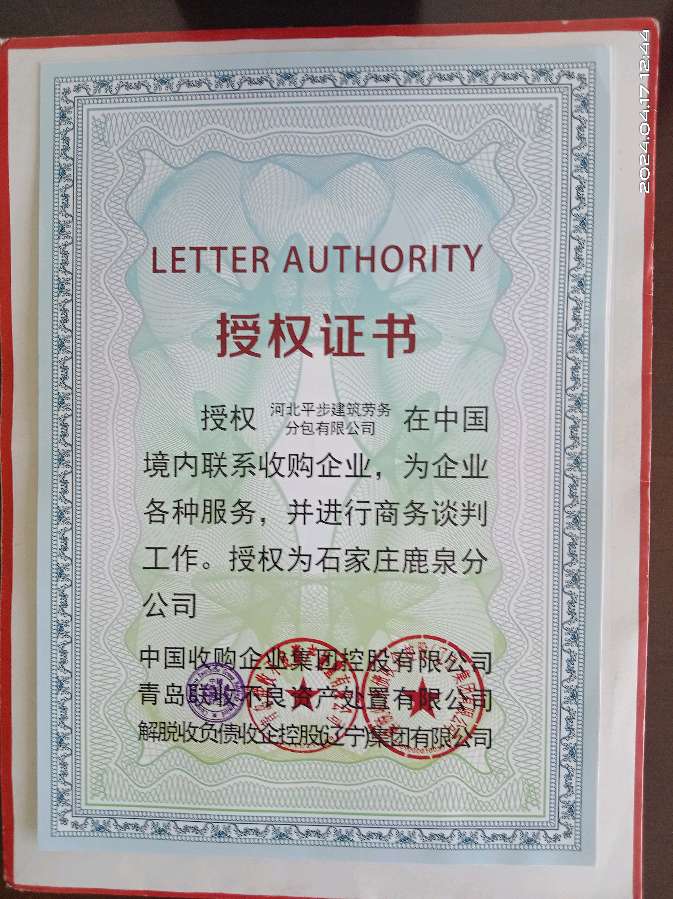 2024.04.17 12:44
LETTER AUTHORITY
授权证书
授权 河北平步建筑劳务分包有限公司 在中国
境内联系收购企业，为企业
各种服务，并进行商务谈判
工作。授权为石家庄鹿泉分
公司
中国收购企业集团控股有限公司
青岛联收不良资产处置有限公司
解脱收负债收企控股(辽宁)集团有限公司